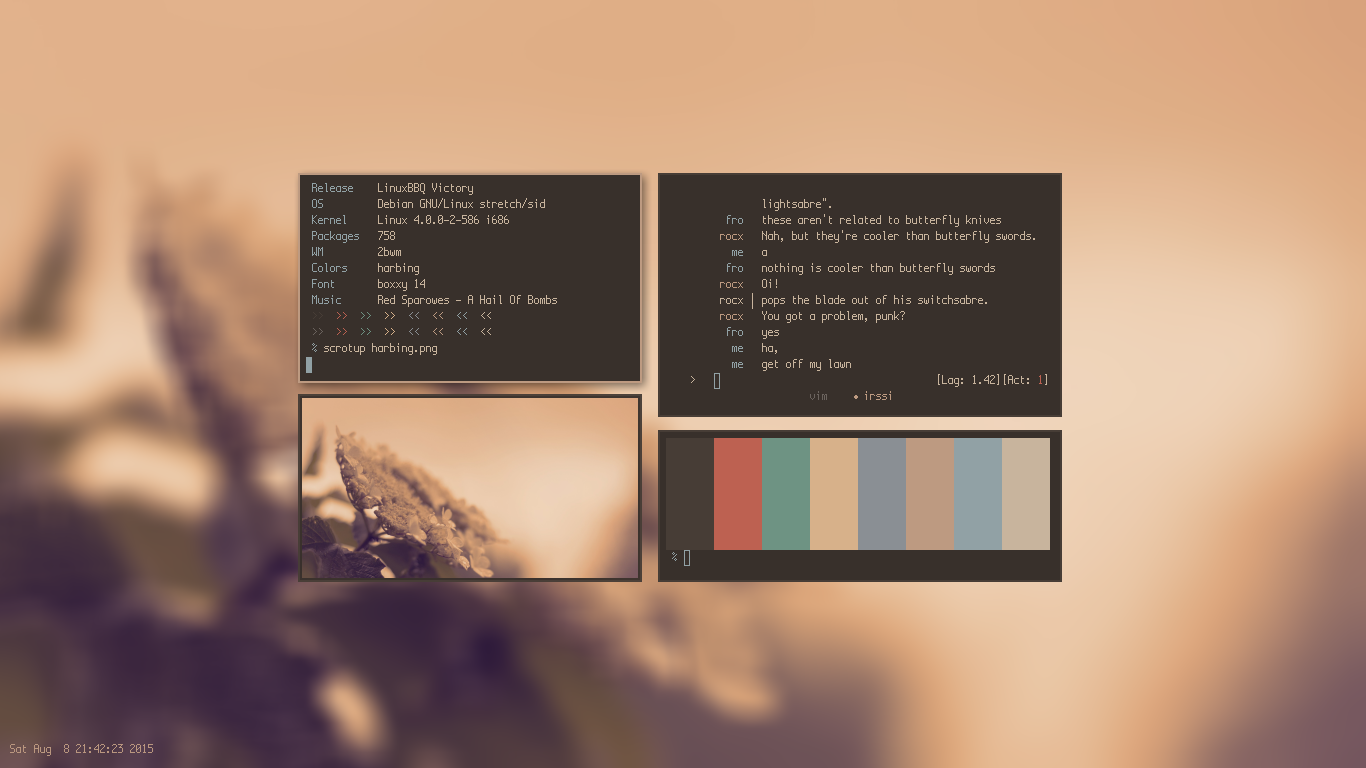 Release LinuxBBQ Victory
OS Debian GNU/Linux stretch/sid
Kernel Linux 4.0.0-2-586 i686
Packages 758
WM 2bwm
Colors harbing
Font boxxy 14
Music Red Sparowes - A Hail Of Bombs
>> >> >> >> << << << <<
>> >> >> >> << << << <<
% scrotup harbing.png
lightsabre".
fro these aren't related to butterfly knives
rocx Nah, but they're cooler than butterfly swords.
me a
fro nothing is cooler than butterfly swords
rocx Oi!
rocx | pops the blade out of his switchsabre.
rocx You got a problem, punk?
fro yes
me ha,
me get off my lawn
> [Lag: 1.42][Act: 1]
vim ◆ irssi
%
Sat Aug  8 21:42:23 2015